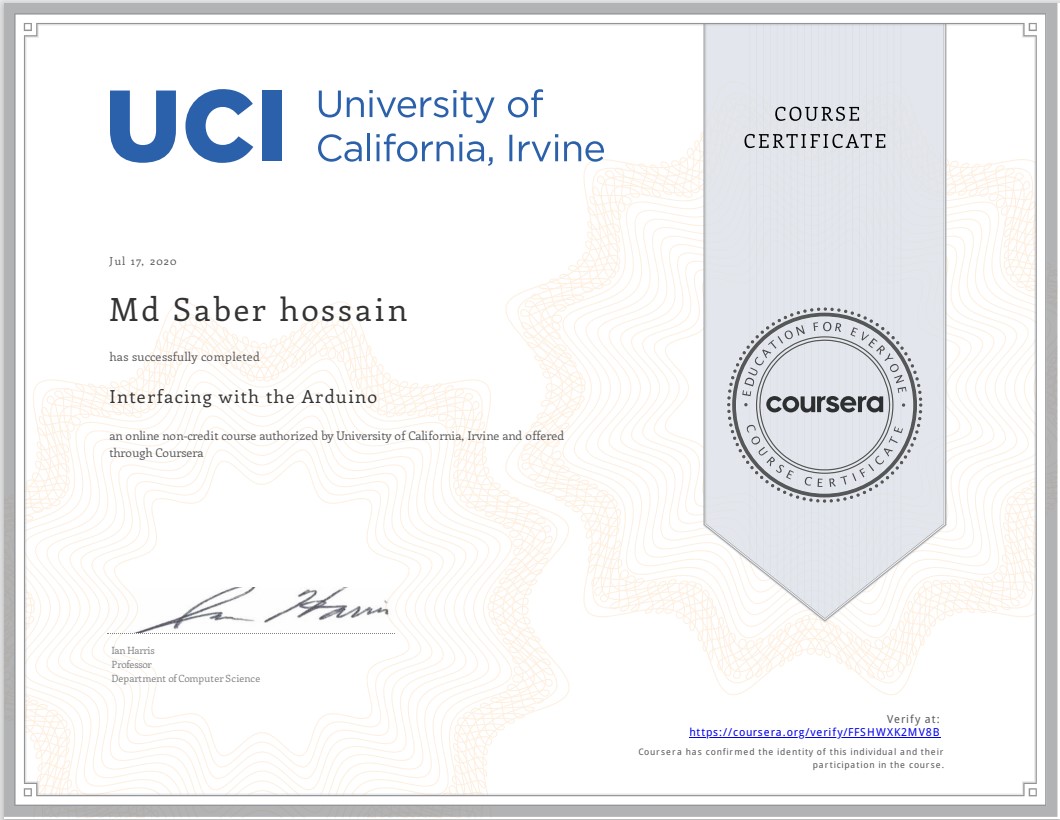 UCI University of
California, Irvine
COURSE
CERTIFICATE
Jul 17, 2020
Md Saber hossain
has successfully completed
Interfacing with the Arduino
an online non-credit course authorized by University of California, Irvine and offered
through Coursera
EDUCATION FOR EVERYONE
coursera
COURSE CERTIFICATE
Ian Harris
Ian Harris
Professor
Department of Computer Science
Verify at:
https://coursera.org/verify/FFSHWXK2MV8B
Coursera has confirmed the identity of this individual and their
participation in the course.